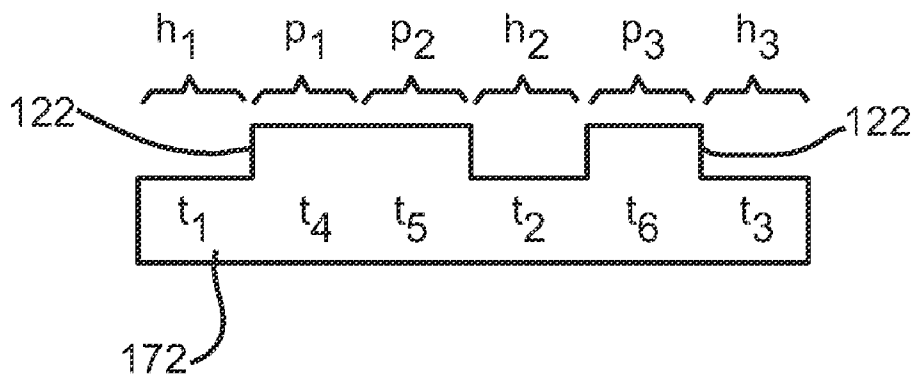 h₁ p₁ p₂ h₂ p₃ h₃
122 122
t₁ t₄ t₅ t₂ t₆ t₃
172